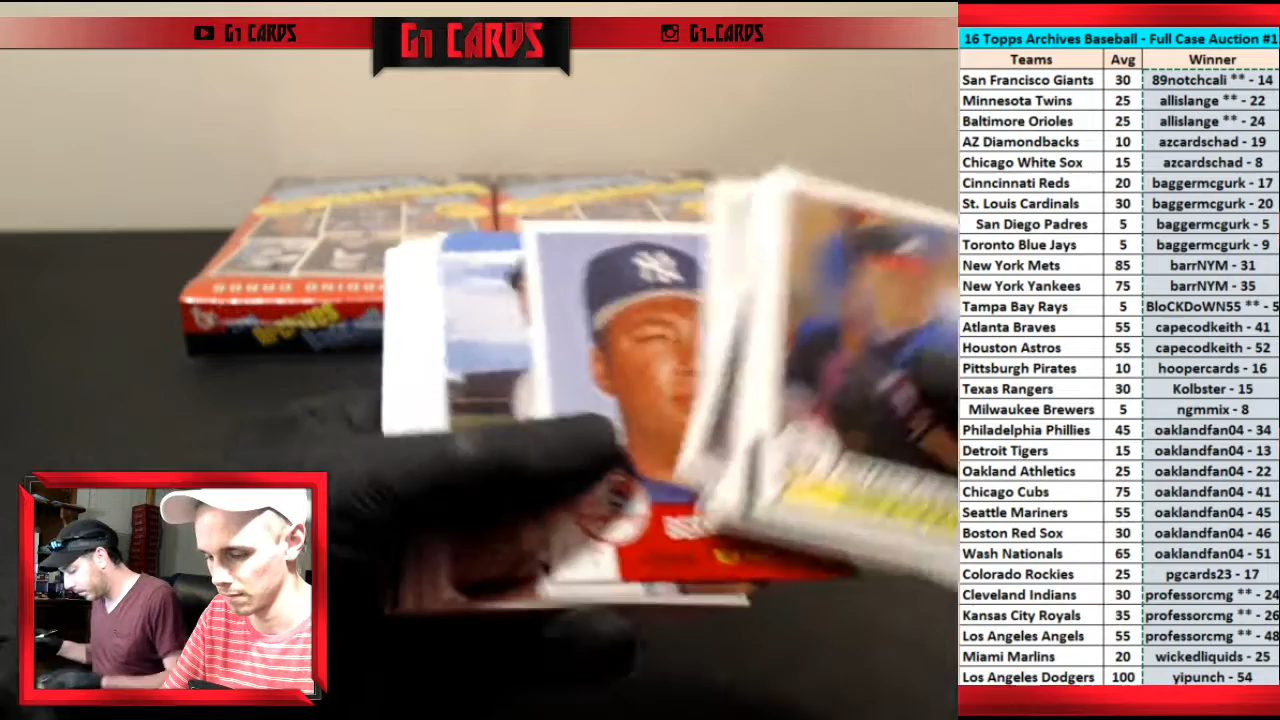 G1 CARDS
G1 CARDS
G1_CARDS
16 Topps Archives Baseball - Full Case Auction #1
Teams Avg Winner
San Francisco Giants 30 89notchcali ** - 14
Minnesota Twins 25 allislange ** - 22
Baltimore Orioles 25 allislange ** - 24
AZ Diamondbacks 10 azcardschad - 19
Chicago White Sox 15 azcardschad - 8
Cinncinnati Reds 20 baggermcgurk - 17
St. Louis Cardinals 30 baggermcgurk - 20
San Diego Padres 5 baggermcgurk - 5
Toronto Blue Jays 5 baggermcgurk - 9
New York Mets 85 barrNYM - 31
New York Yankees 75 barrNYM - 35
Tampa Bay Rays 5 BloCKDoWN55 ** - 5
Atlanta Braves 55 capecodkeith - 41
Houston Astros 55 capecodkeith - 52
Pittsburgh Pirates 10 hoopercards - 16
Texas Rangers 30 Kolbster - 15
Milwaukee Brewers 5 ngmmix - 8
Philadelphia Phillies 45 oaklandfan04 - 34
Detroit Tigers 15 oaklandfan04 - 13
Oakland Athletics 25 oaklandfan04 - 22
Chicago Cubs 75 oaklandfan04 - 41
Seattle Mariners 55 oaklandfan04 - 45
Boston Red Sox 30 oaklandfan04 - 46
Wash Nationals 65 oaklandfan04 - 51
Colorado Rockies 25 pgcards23 - 17
Cleveland Indians 30 professorcmg ** - 24
Kansas City Royals 35 professorcmg ** - 26
Los Angeles Angels 55 professorcmg ** - 48
Miami Marlins 20 wickedliquids - 25
Los Angeles Dodgers 100 yipunch - 54